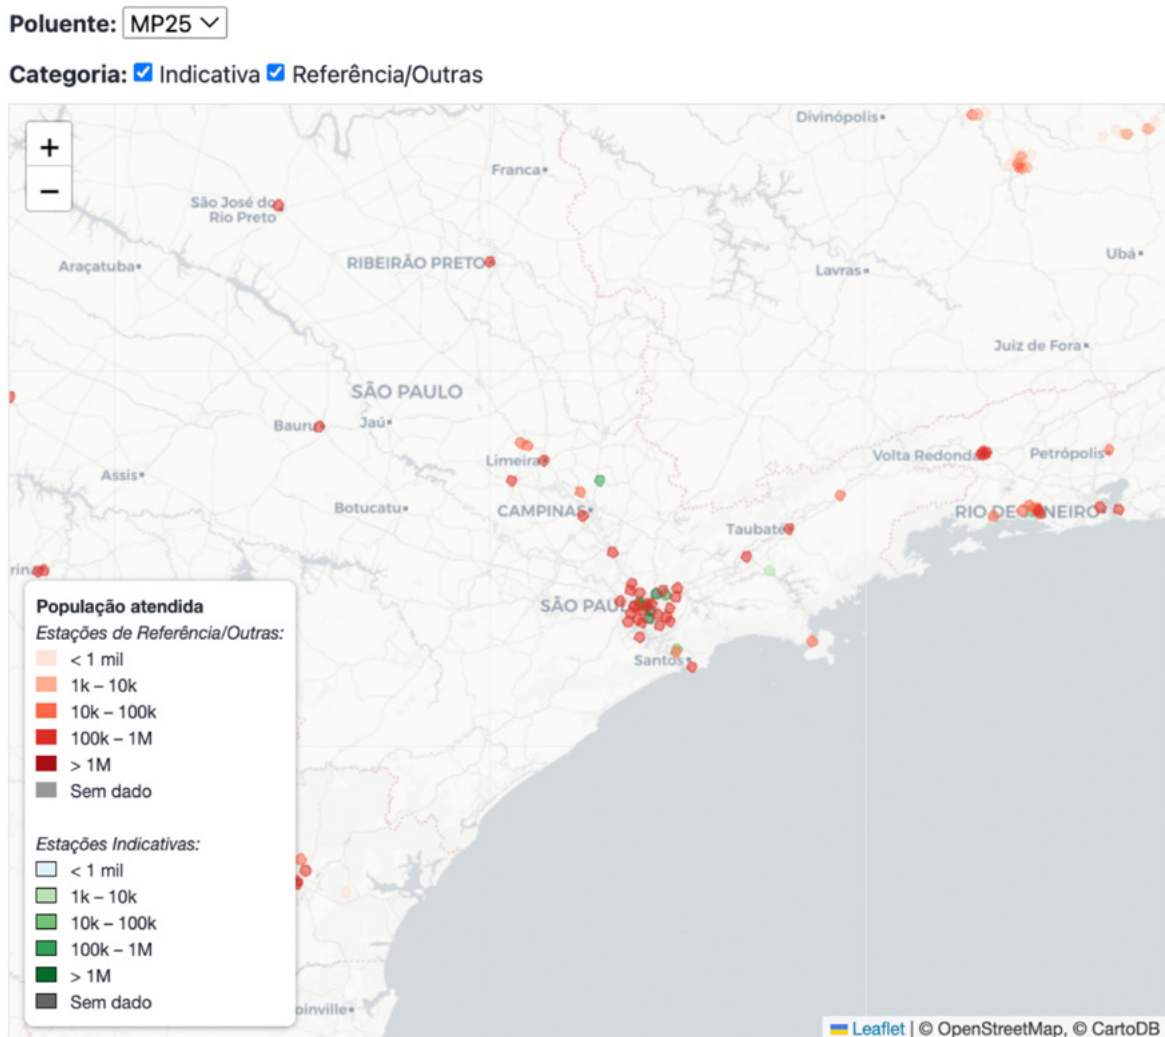 Poluente: MP25
Categoria: Indicativa Referência/Outras
+
−
Divinópolis
Franca
São José do
Rio Preto
RIBEIRÃO PRETO
Araçatuba
Ubá
Lavras
Juiz de Fora
SÃO PAULO
Bauru
Jaú
Limeira
Volta Redonda
Petrópolis
Assis
Botucatu
CAMPINAS
RIO DE JANEIRO
Taubaté
SÃO PAULO
Santos
População atendida
Estações de Referência/Outras:
< 1 mil
1k – 10k
10k – 100k
100k – 1M
> 1M
Sem dado
Estações Indicativas:
< 1 mil
1k – 10k
10k – 100k
100k – 1M
> 1M
Sem dado
oinville
Leaflet | © OpenStreetMap, © CartoDB